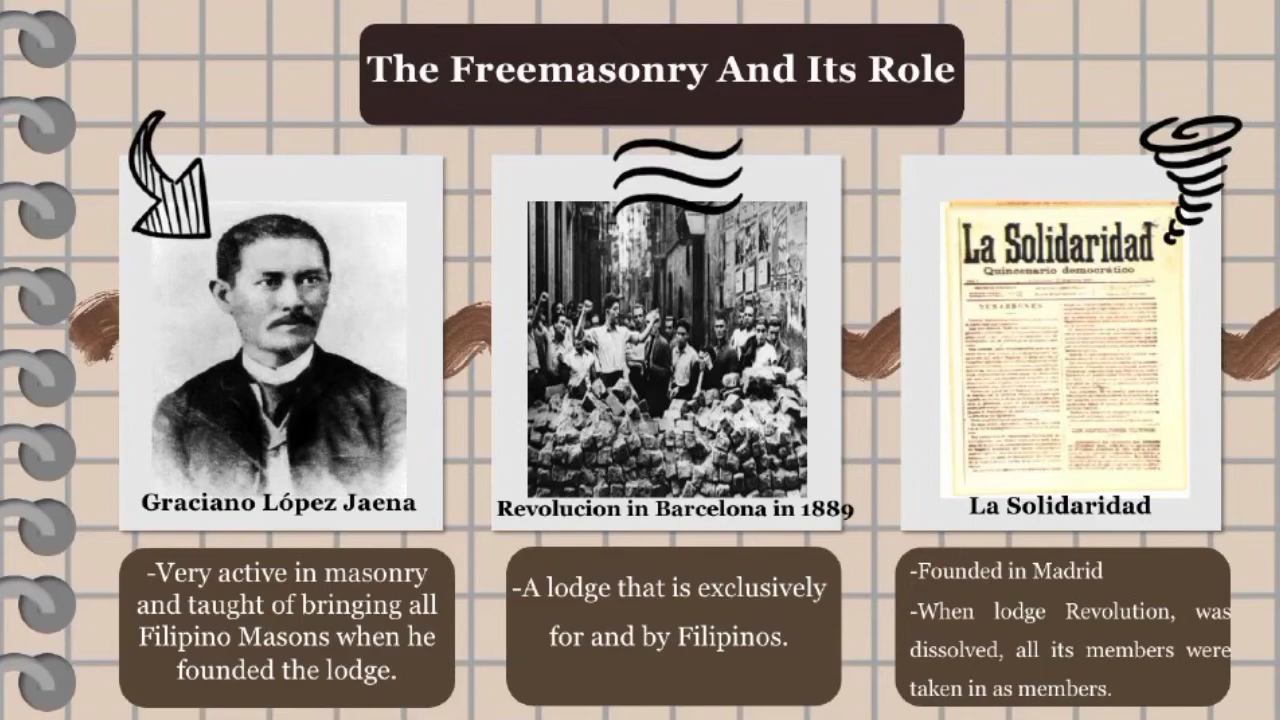 The Freemasonry And Its Role
La Solidaridad
Quincenario democrático
Graciano López Jaena
Revolucion in Barcelona in 1889
La Solidaridad
-Very active in masonry
and taught of bringing all
Filipino Masons when he
founded the lodge.
-A lodge that is exclusively
for and by Filipinos.
-Founded in Madrid
-When lodge Revolution, was
dissolved, all its members were
taken in as members.